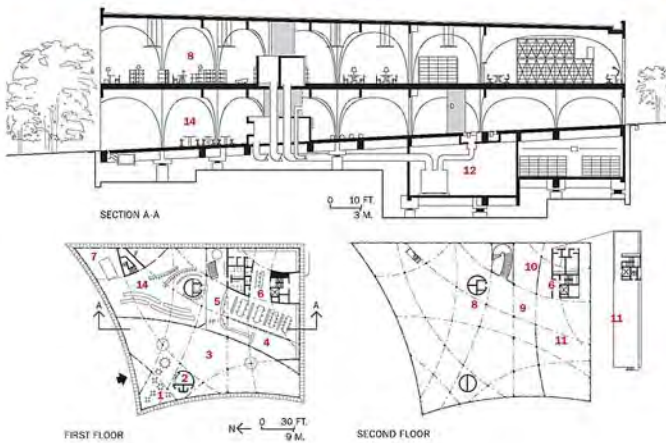 8
14
12
SECTION A-A
0 10 FT.
3 M.
7
14
A
5
6
A
4
3
2
1
N 0 30 FT.
9 M.
FIRST FLOOR
10
6
8
9
11
11
SECOND FLOOR